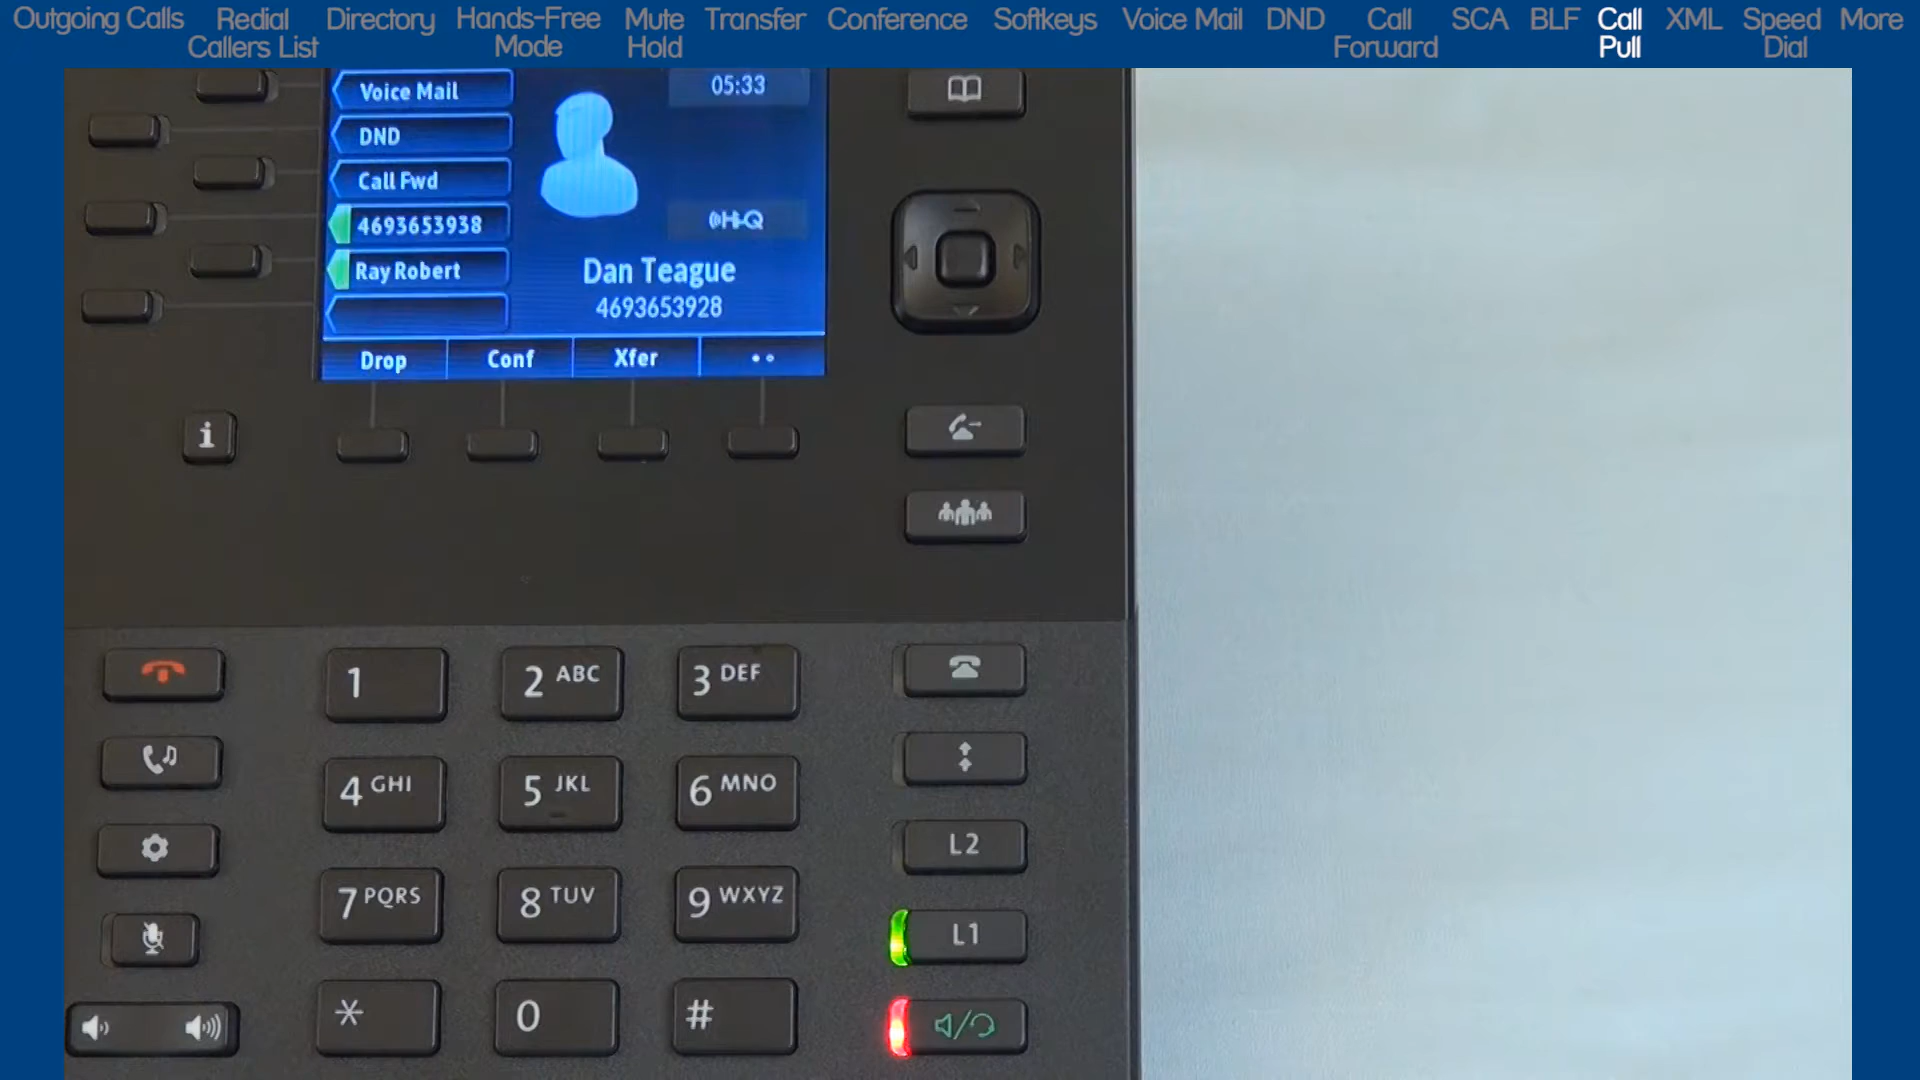 Outgoing Calls
Redial
Callers List
Directory
Hands-Free
Mode
Mute
Hold
Transfer
Conference
Softkeys
Voice Mail
DND
Call
Forward
SCA
BLF
Call
Pull
XML
Speed
Dial
More
Voice Mail
05:33
DND
Call Fwd
4693653938
Hi-Q
Ray Robert
Dan Teague
4693653928
Drop
Conf
Xfer
i
1
2 ABC
3 DEF
4 GHI
5 JKL
6 MNO
L2
7 PQRS
8 TUV
9 WXYZ
L1
*
0
#